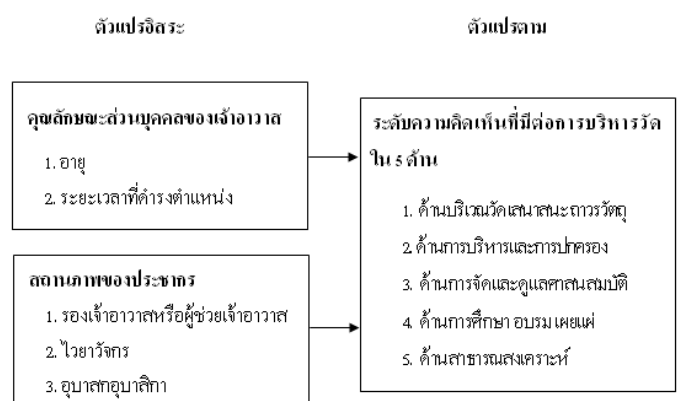 ตัวแปรอิสระ
ตัวแปรตาม
คุณลักษณะส่วนบุคคลของเจ้าอาวาส
1. อายุ
2. ระยะเวลาที่ดำรงตำแหน่ง
สถานภาพของประชากร
1. รองเจ้าอาวาสหรือผู้ช่วยเจ้าอาวาส
2. ไวยาวัจกร
3. อุบาสกอุบาสิกา
ระดับความคิดเห็นที่มีต่อการบริหารวัด
ใน 5 ด้าน
1. ด้านบริเวณวัดเสนาสนะถาวรวัตถุ
2. ด้านการบริหารและการปกครอง
3. ด้านการจัดและดูแลศาสนสมบัติ
4. ด้านการศึกษา อบรม เผยแผ่
5. ด้านสาธารณสงเคราะห์